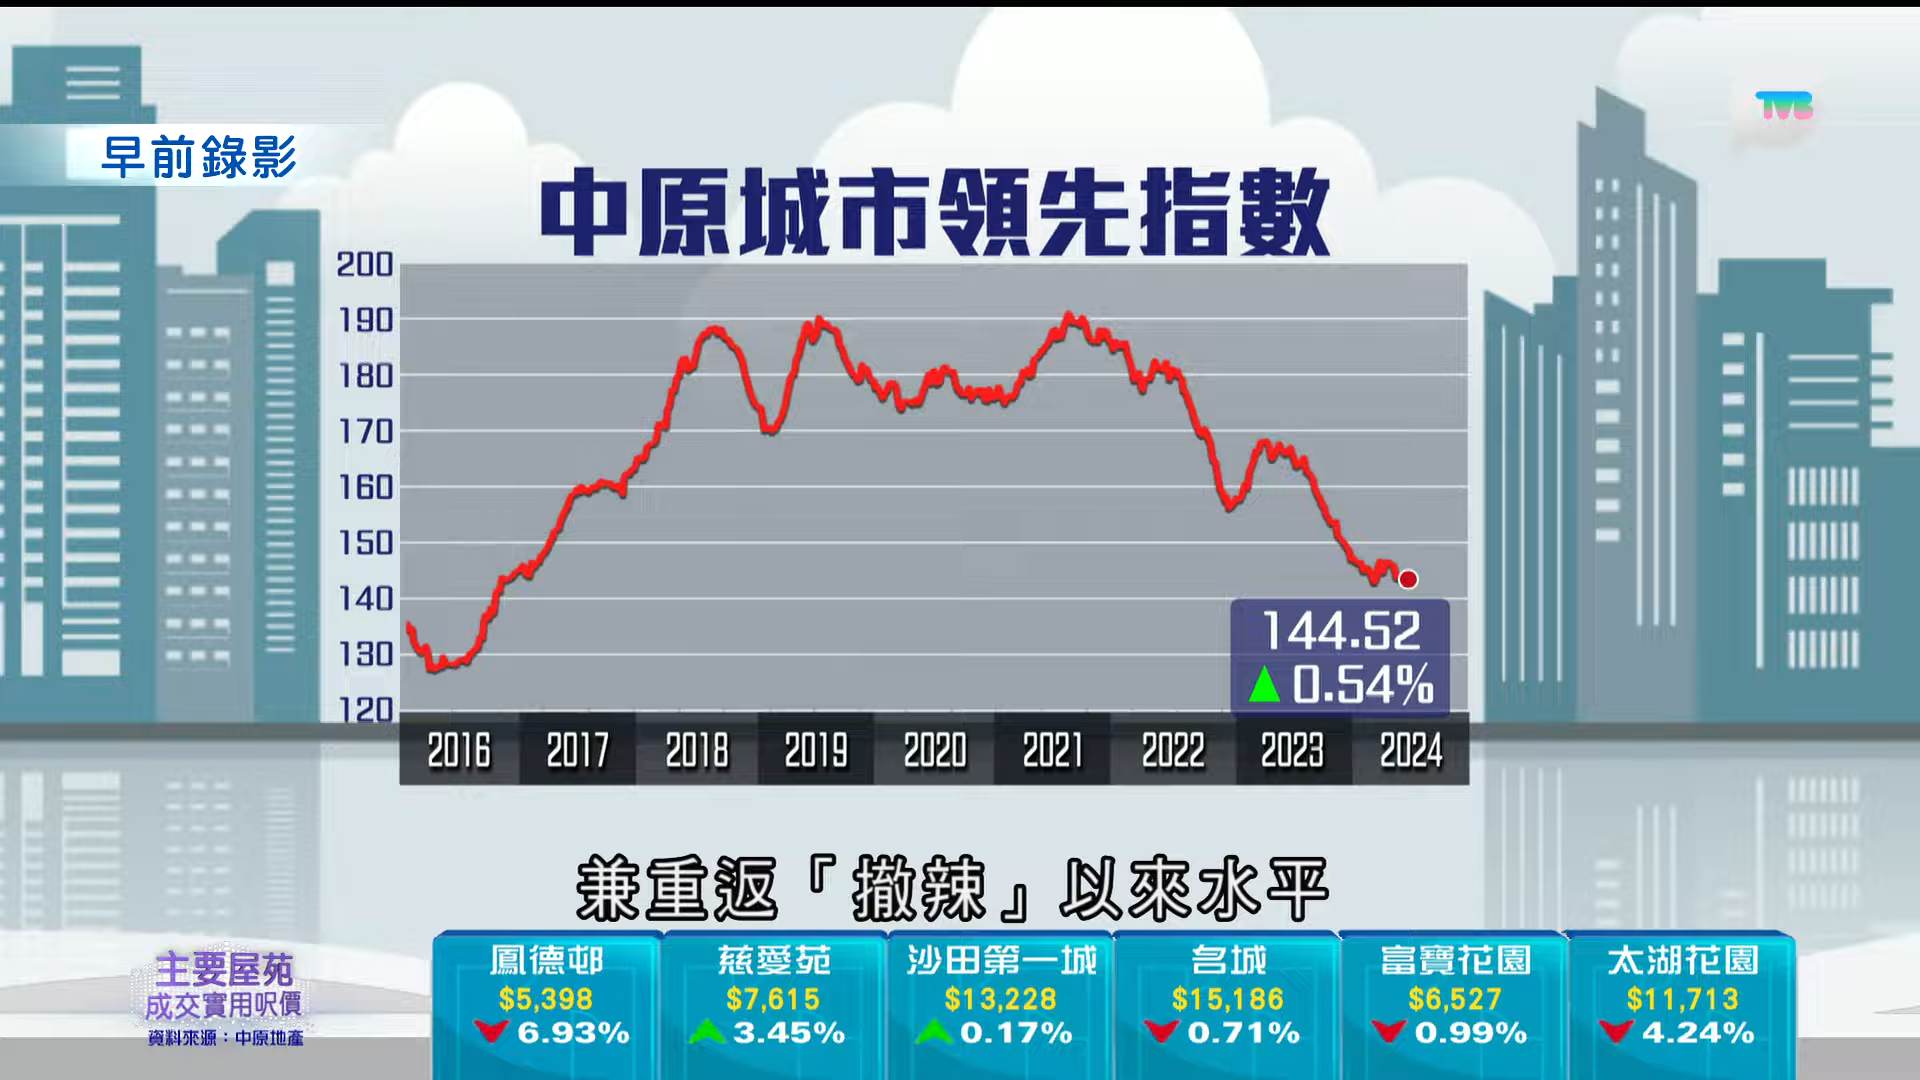 早前錄影
TVB
中原城市領先指數
200
190
180
170
160
150
140
130
120
144.52
0.54%
2016 2017 2018 2019 2020 2021 2022 2023 2024
兼重返「撤辣」以來水平
主要屋苑
成交實用呎價
資料來源：中原地產
鳳德邨 慈愛苑 沙田第一城 名城 富寶花園 太湖花園
$5,398 $7,615 $13,228 $15,186 $6,527 $11,713
6.93% 3.45% 0.17% 0.71% 0.99% 4.24%